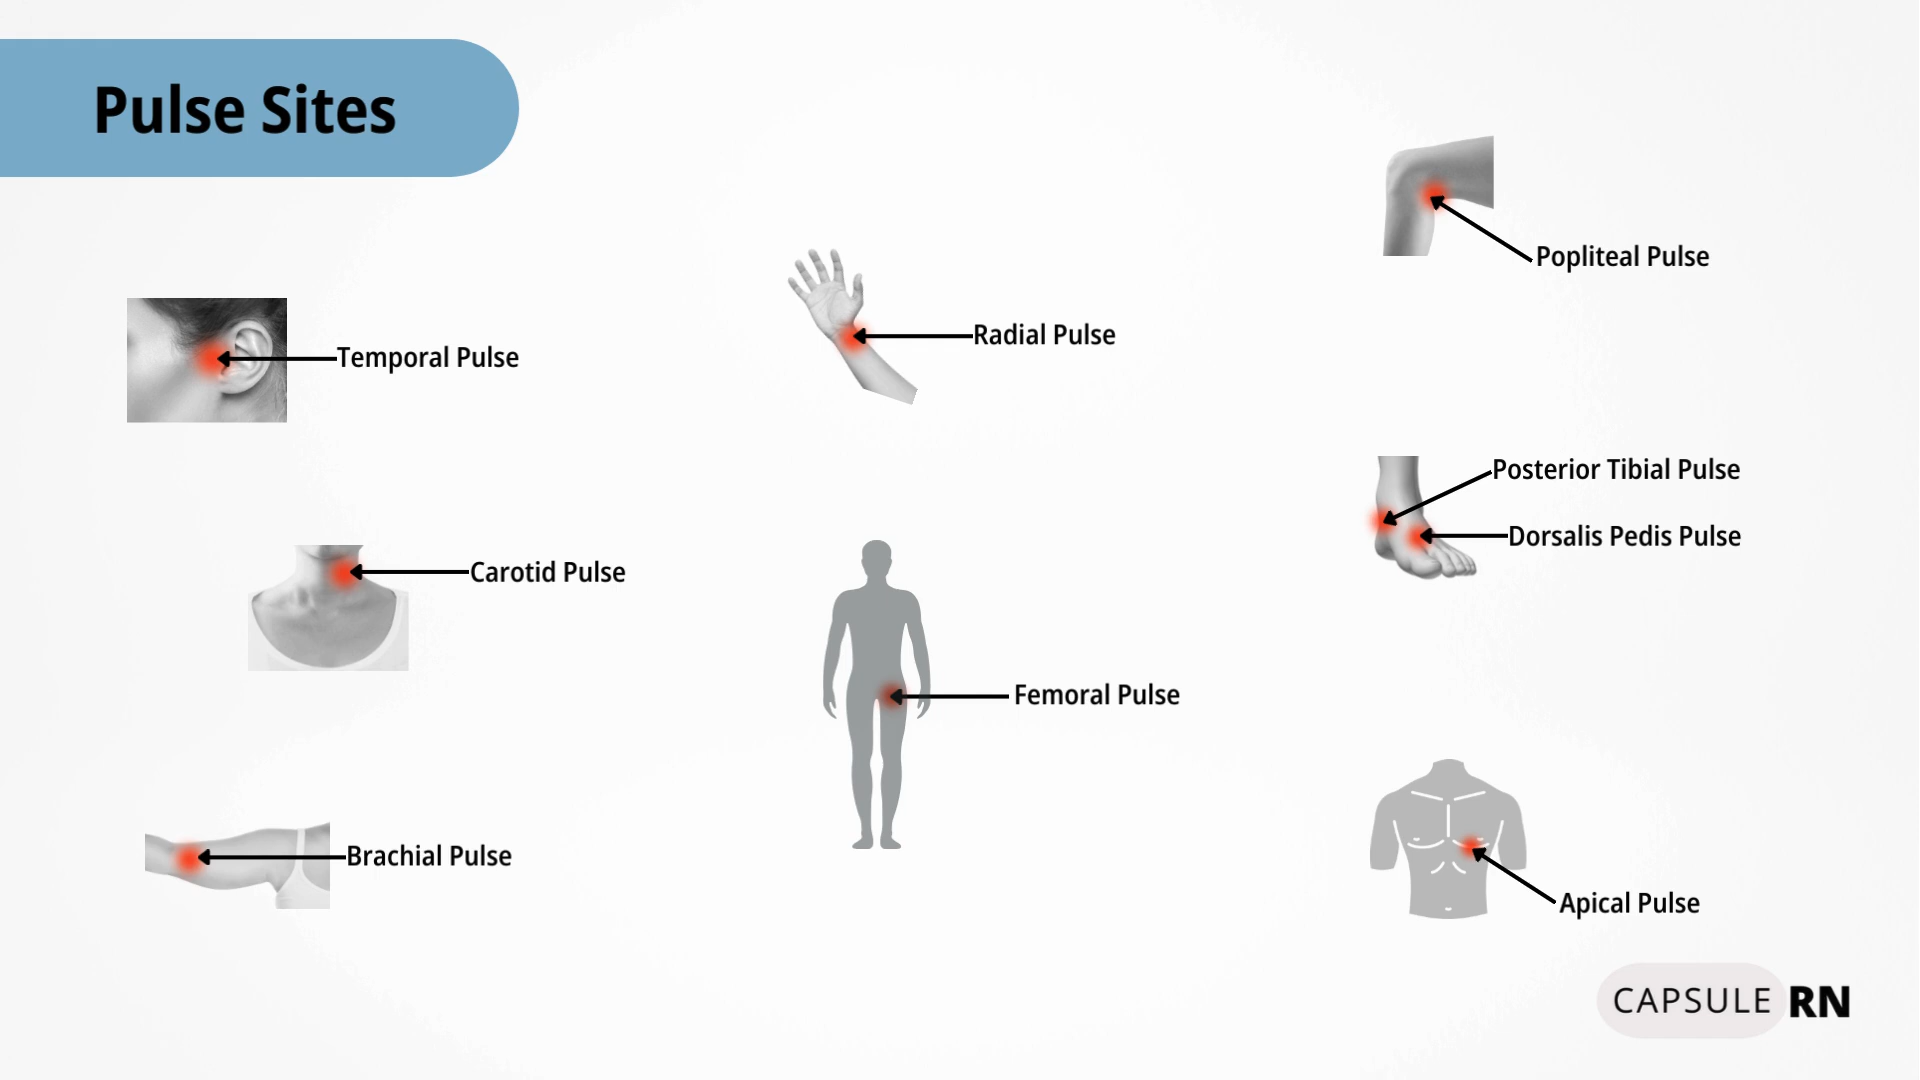 Pulse Sites
Temporal Pulse
Carotid Pulse
Brachial Pulse
Radial Pulse
Femoral Pulse
Popliteal Pulse
Posterior Tibial Pulse
Dorsalis Pedis Pulse
Apical Pulse
CAPSULE RN